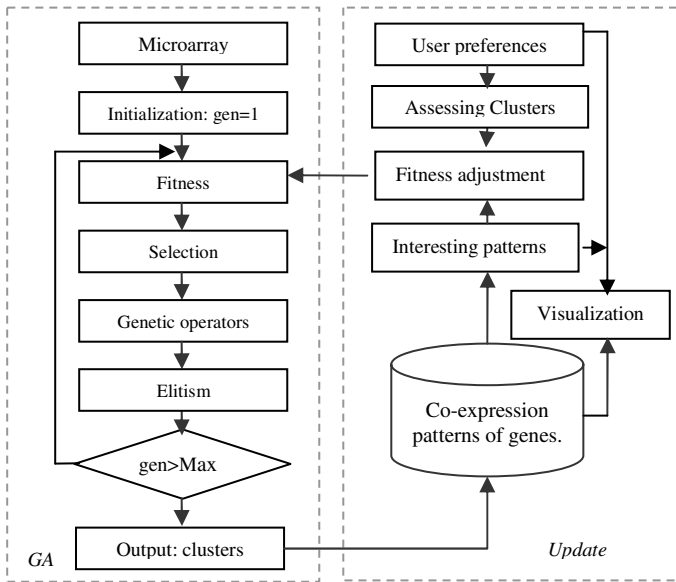 Microarray
Initialization: gen=1
Fitness
Selection
Genetic operators
Elitism
gen>Max
Output: clusters
GA
User preferences
Assessing Clusters
Fitness adjustment
Interesting patterns
Visualization
Co-expression
patterns of genes.
Update